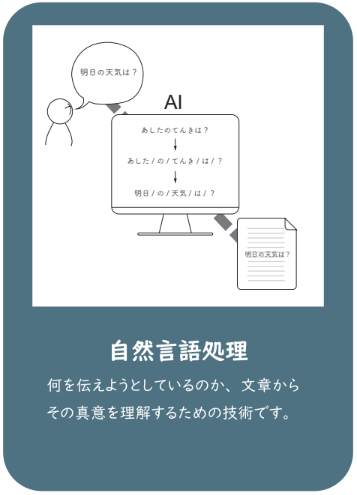 明日の天気は？
AI
あしたのてんきは？
あした / の / てんき / は / ？
明日 / の / 天気 / は / ？
明日の天気は？
自然言語処理
何を伝えようとしているのか、文章から
その真意を理解するための技術です。